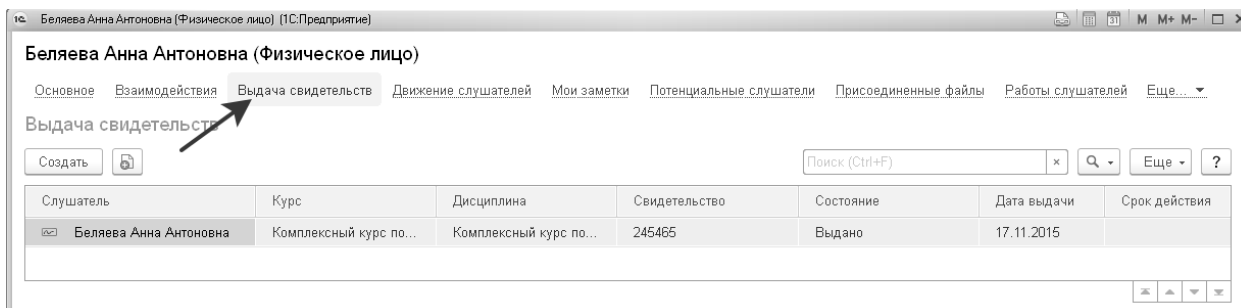 1С Беляева Анна Антоновна (Физическое лицо) (1С:Предприятие) 31 M M+ M-
Беляева Анна Антоновна (Физическое лицо)
Основное Взаимодействия Выдача свидетельств Движение слушателей Мои заметки Потенциальные слушатели Присоединенные файлы Работы слушателей Еще...
Выдача свидетельств
Создать Поиск (Ctrl+F) × Еще ?
Слушатель Курс Дисциплина Свидетельство Состояние Дата выдачи Срок действия
Беляева Анна Антоновна Комплексный курс по... Комплексный курс по... 245465 Выдано 17.11.2015